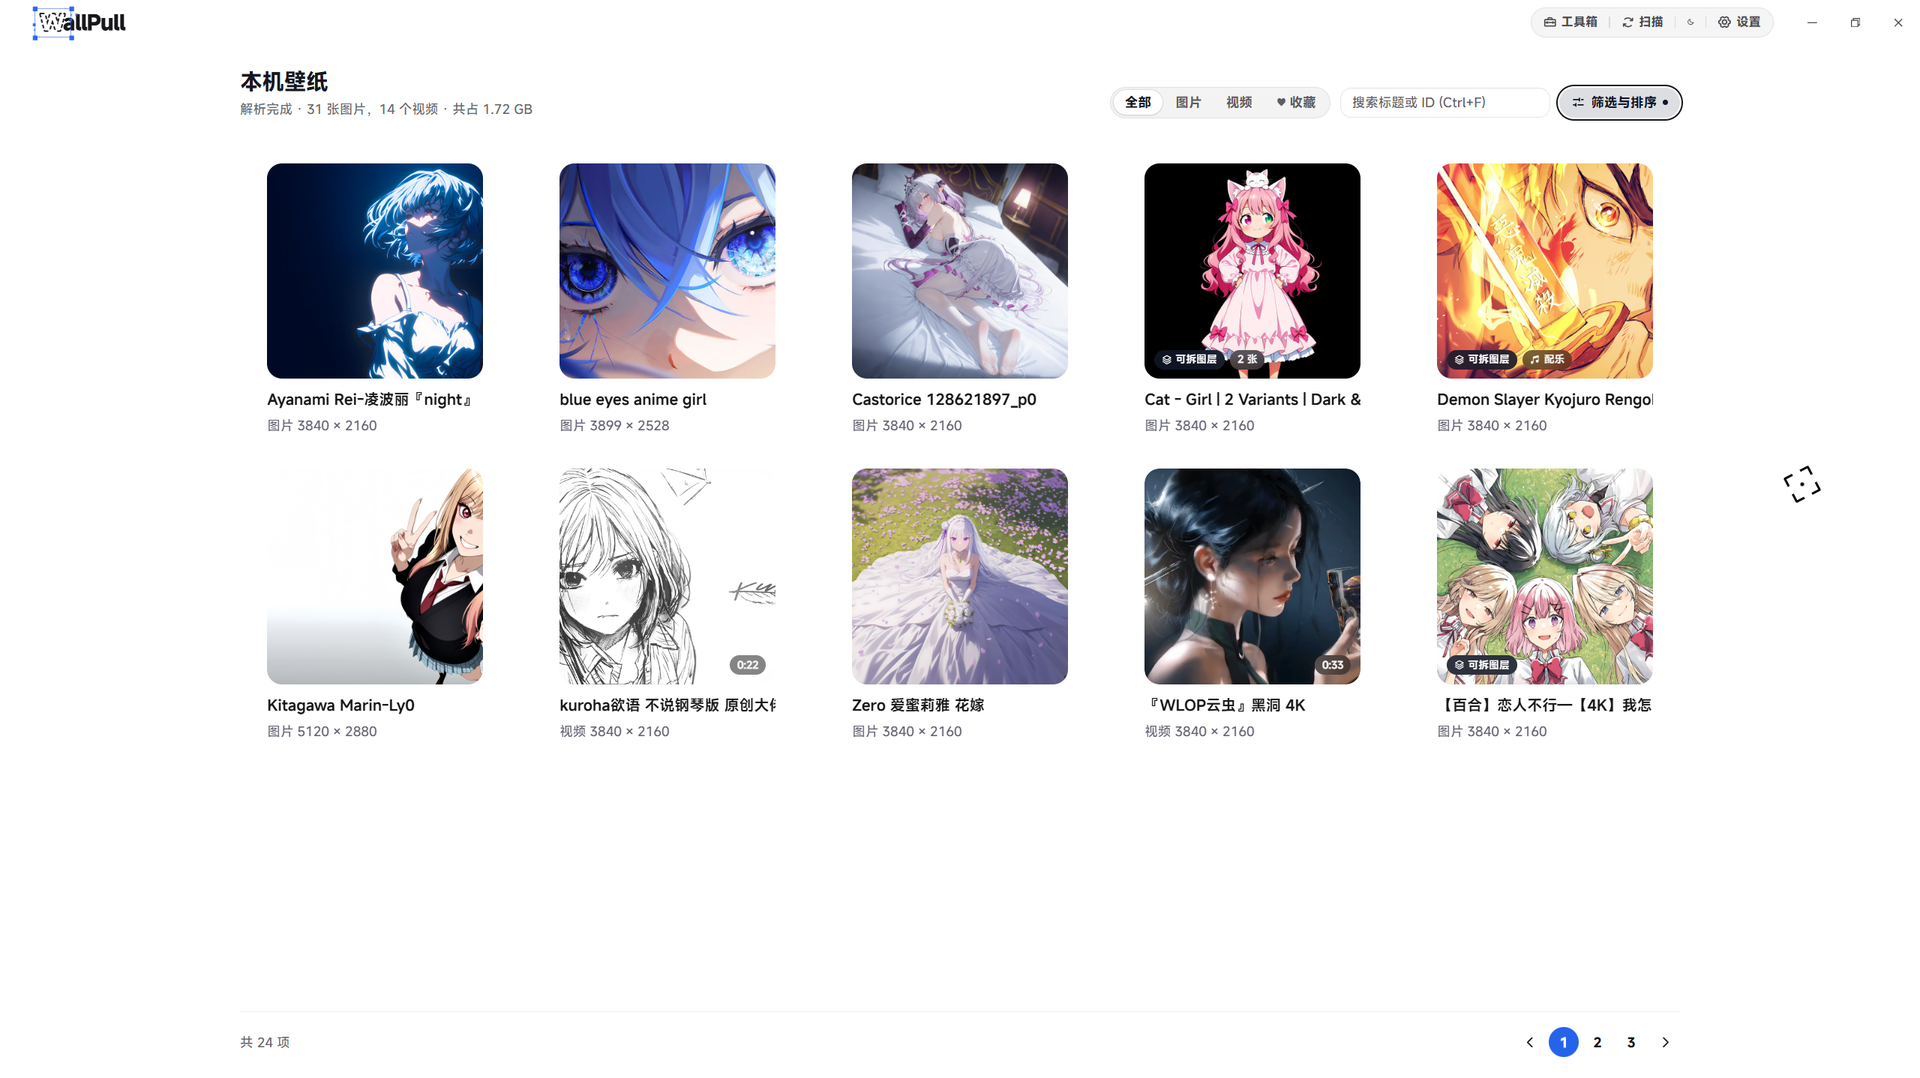 WallPull
工具箱
扫描
设置
本机壁纸
解析完成 · 31 张图片，14 个视频 · 共占 1.72 GB
全部
图片
视频
收藏
搜索标题或 ID (Ctrl+F)
筛选与排序
可拆图层
2 张
可拆图层
配乐
Ayanami Rei-凌波丽『night』
blue eyes anime girl
Castorice 128621897_p0
Cat - Girl | 2 Variants | Dark &
Demon Slayer Kyojuro
图片 3840 × 2160
图片 3899 × 2528
图片 3840 × 2160
图片 3840 × 2160
图片 3840 × 2160
0:22
0:33
可拆图层
Kitagawa Marin-Ly0
kuroha欲语 不说钢琴版 原创大
Zero 爱蜜莉雅 花嫁
『WLOP云虫』黑洞 4K
【百合】恋人不行—【4K】我怎
图片 5120 × 2880
视频 3840 × 2160
图片 3840 × 2160
视频 3840 × 2160
图片 3840 × 2160
共 24 项
1
2
3